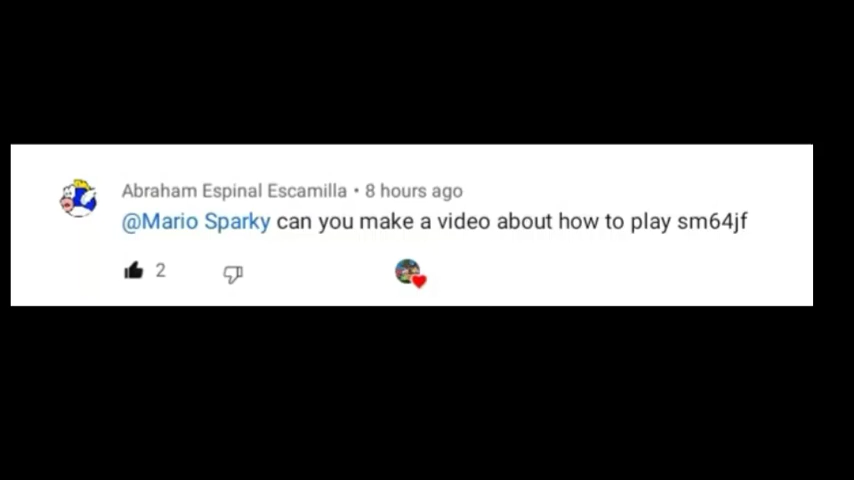 Abraham Espinal Escamilla • 8 hours ago
@Mario Sparky can you make a video about how to play sm64jf
2